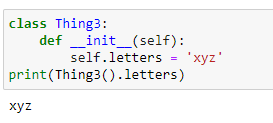 class Thing3:
    def __init__(self):
        self.letters = 'xyz'
print(Thing3().letters)
xyz